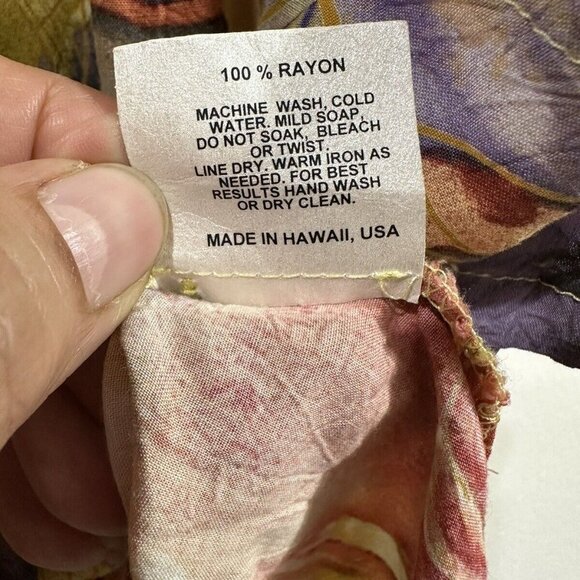 100 % RAYON
MACHINE WASH, COLD
WATER. MILD SOAP,
DO NOT SOAK, BLEACH
OR TWIST.
LINE DRY, WARM IRON AS
NEEDED. FOR BEST
RESULTS HAND WASH
OR DRY CLEAN.
MADE IN HAWAII, USA